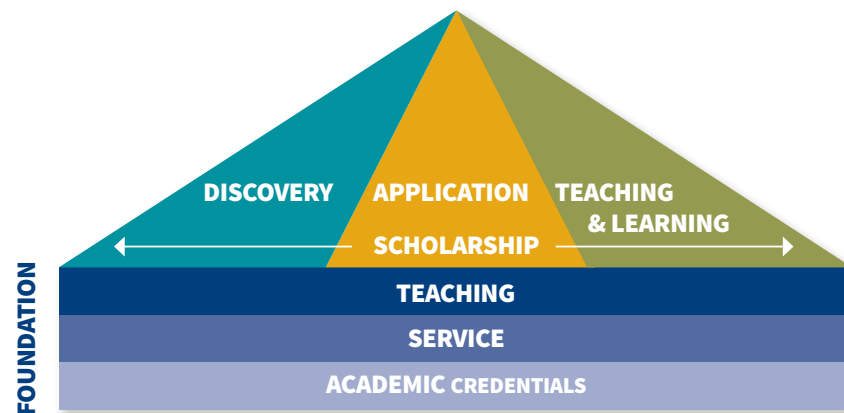 DISCOVERY APPLICATION TEACHING
& LEARNING
SCHOLARSHIP
TEACHING
SERVICE
ACADEMIC CREDENTIALS
FOUNDATION